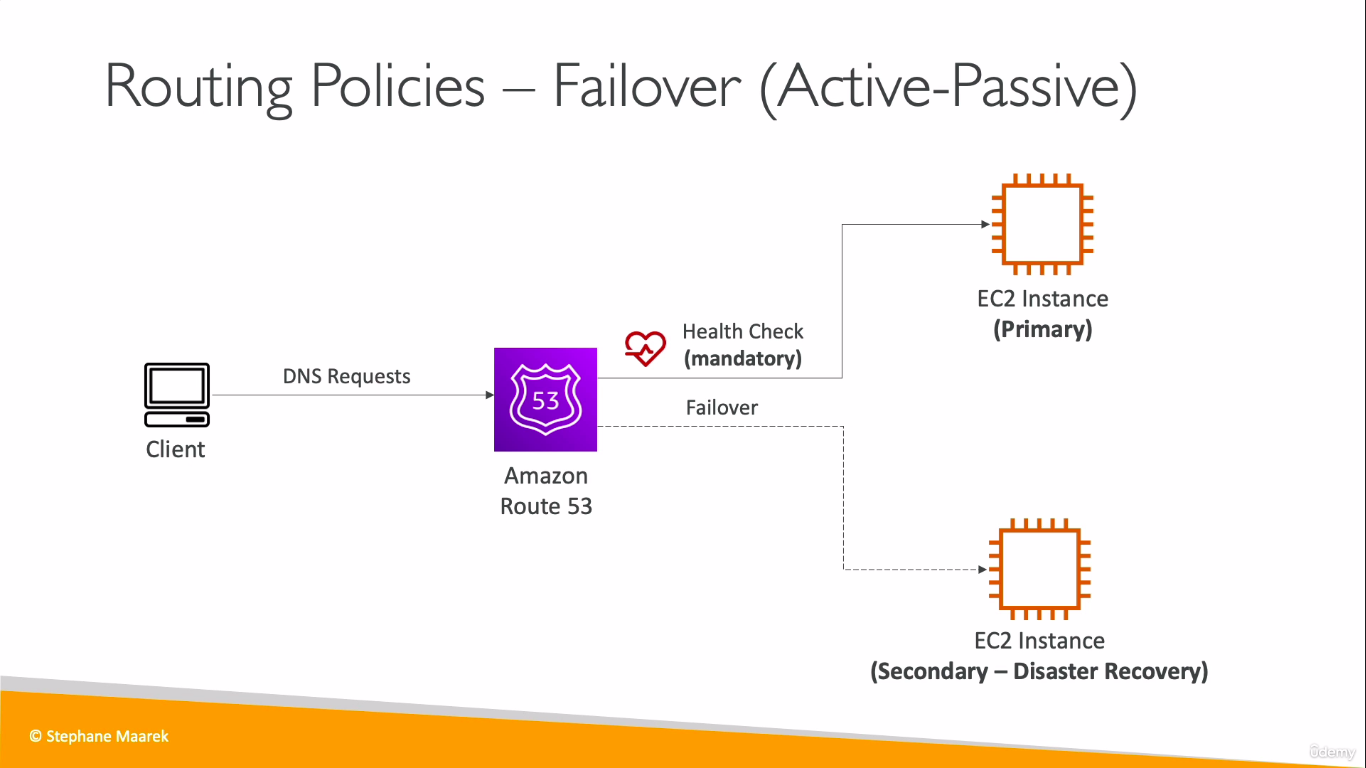 Routing Policies – Failover (Active-Passive)
EC2 Instance
(Primary)
Health Check
(mandatory)
DNS Requests
53
Failover
Client
Amazon
Route 53
EC2 Instance
(Secondary – Disaster Recovery)
© Stephane Maarek
ûdemy